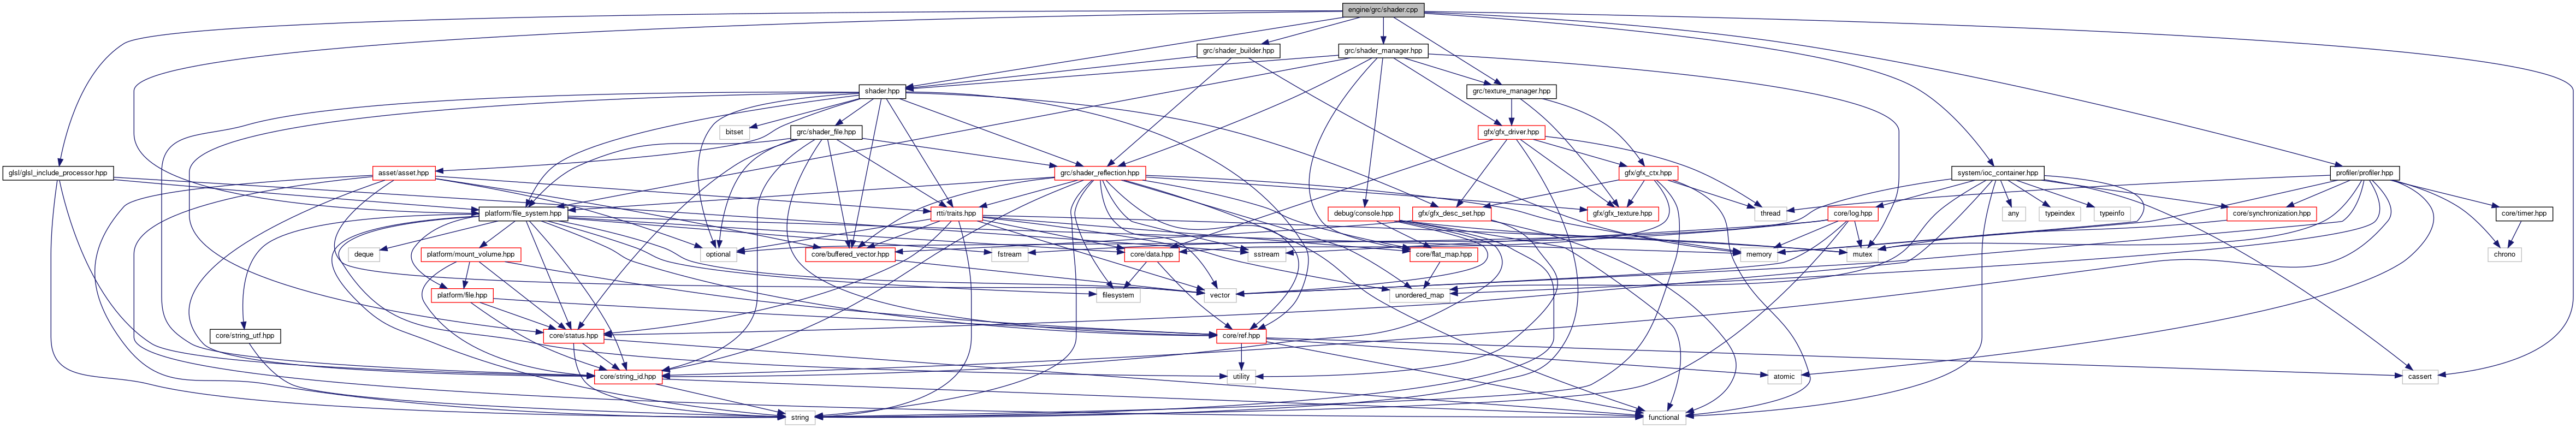 engine/grc/shader.cpp
grc/shader_builder.hpp
grc/shader_manager.hpp
shader.hpp
grc/texture_manager.hpp
bitset
grc/shader_file.hpp
gfx/gfx_driver.hpp
glsl/glsl_include_processor.hpp
asset/asset.hpp
grc/shader_reflection.hpp
gfx/gfx_ctx.hpp
system/ioc_container.hpp
profiler/profiler.hpp
platform/file_system.hpp
rtti/traits.hpp
debug/console.hpp
gfx/gfx_desc_set.hpp
gfx/gfx_texture.hpp
thread
core/log.hpp
any
typeindex
typeinfo
core/synchronization.hpp
core/timer.hpp
deque
platform/mount_volume.hpp
optional
core/buffered_vector.hpp
fstream
core/data.hpp
sstream
core/flat_map.hpp
memory
mutex
chrono
platform/file.hpp
filesystem
vector
unordered_map
core/string_utf.hpp
core/status.hpp
core/ref.hpp
core/string_id.hpp
utility
atomic
cassert
string
functional